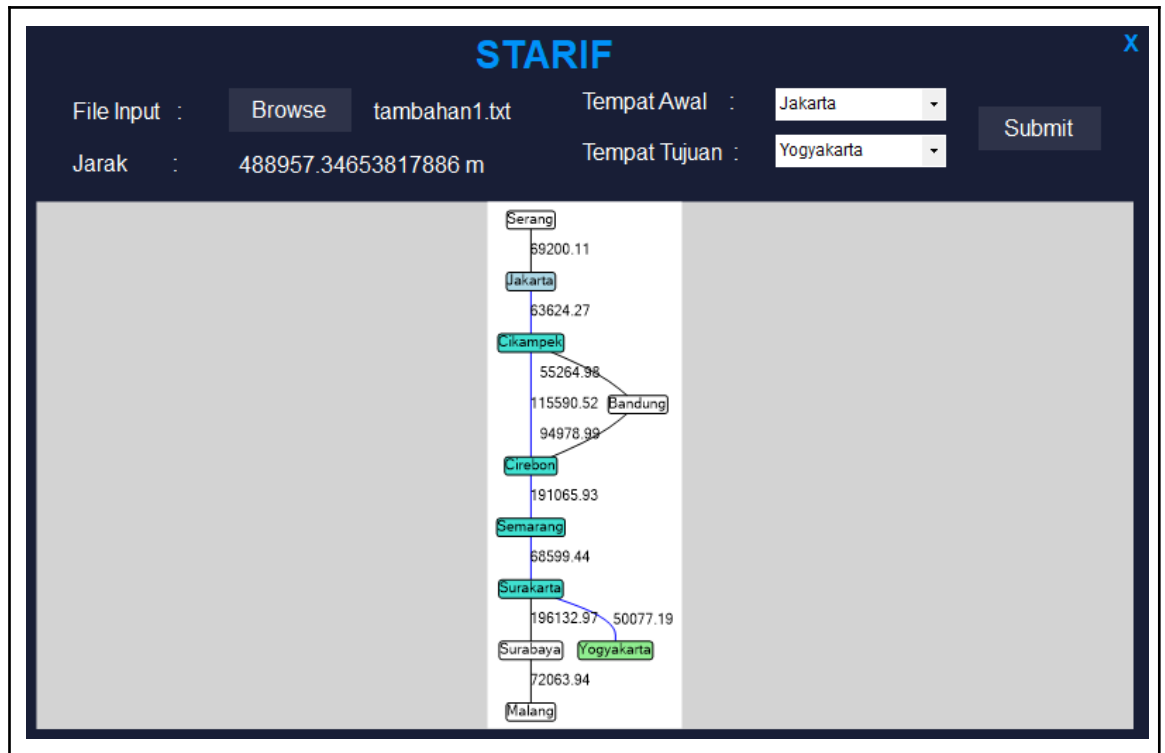 STARIF
X
File Input :
Browse
tambahan1.txt
Tempat Awal :
Jakarta
Submit
Jarak :
488957.34653817886 m
Tempat Tujuan :
Yogyakarta
Serang
69200.11
Jakarta
63624.27
Cikampek
55264.98
115590.52
Bandung
94978.99
Cirebon
191065.93
Semarang
68599.44
Surakarta
196132.97
50077.19
Surabaya
Yogyakarta
72063.94
Malang